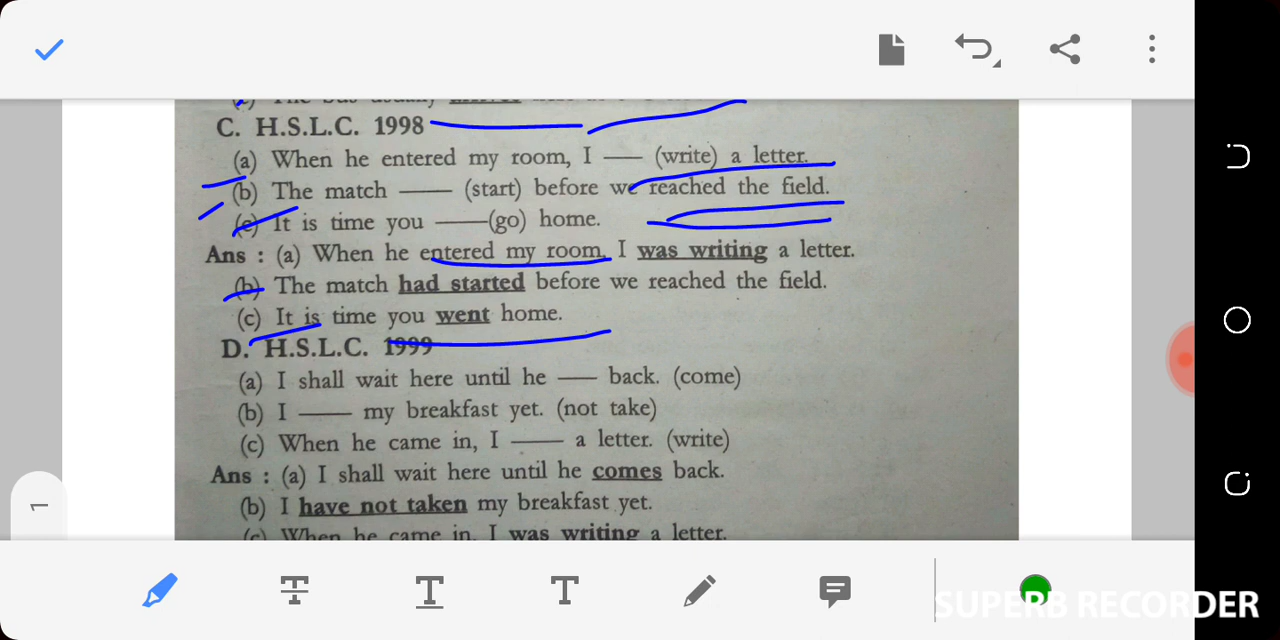 C. H.S.L.C. 1998
(a) When he entered my room, I —— (write) a letter.
(b) The match —— (start) before we reached the field.
(c) It is time you ——(go) home.
Ans : (a) When he entered my room, I was writing a letter.
(b) The match had started before we reached the field.
(c) It is time you went home.
D. H.S.L.C. 1999
(a) I shall wait here until he —— back. (come)
(b) I —— my breakfast yet. (not take)
(c) When he came in, I —— a letter. (write)
Ans : (a) I shall wait here until he comes back.
(b) I have not taken my breakfast yet.
(c) When he came in, I was writing a letter.
1
SUPERB RECORDER